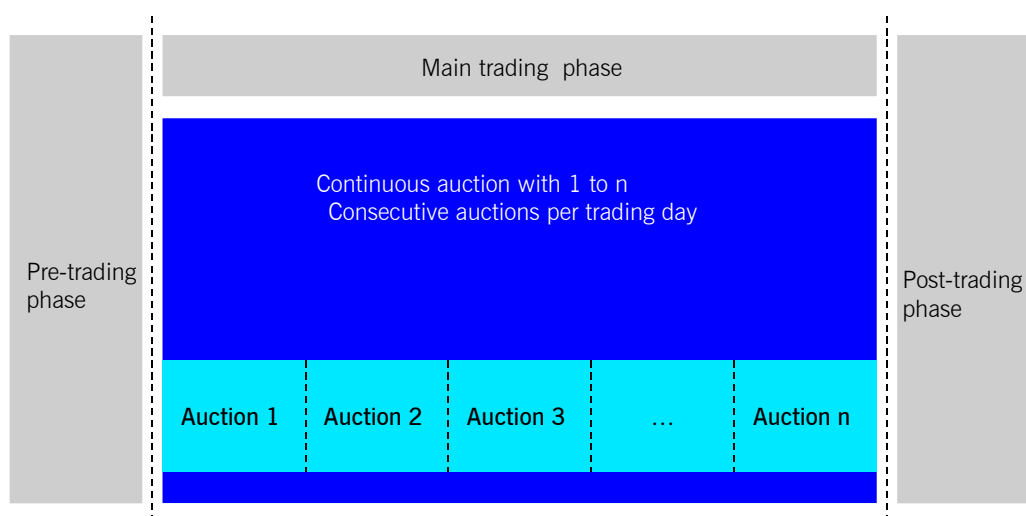 Main trading phase
Continuous auction with 1 to n
Consecutive auctions per trading day
Pre-trading
phase
Post-trading
phase
Auction 1
Auction 2
Auction 3
…
Auction n